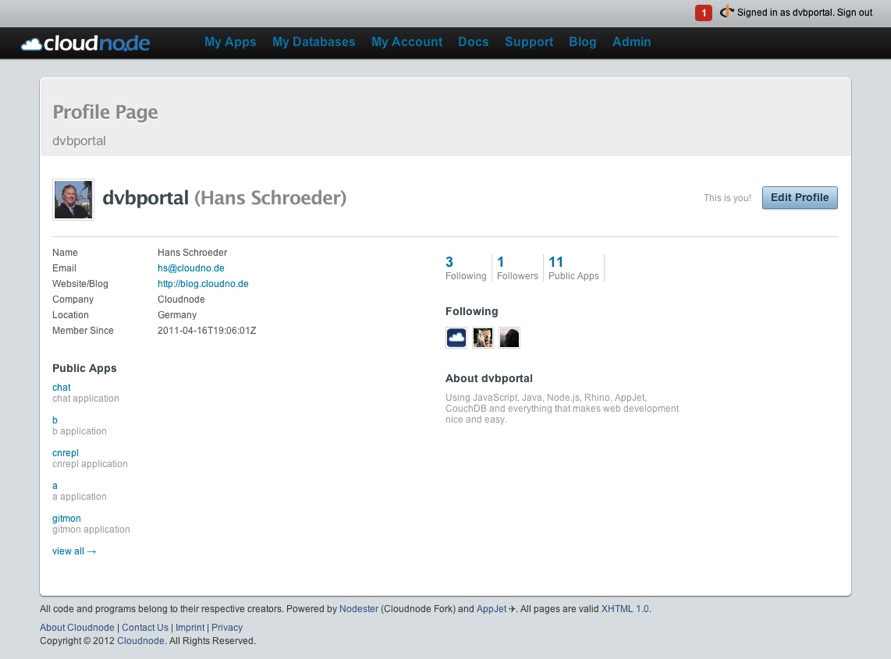 1 Signed in as dvbportal. Sign out
cloudnode My Apps My Databases My Account Docs Support Blog Admin
Profile Page
dvbportal
dvbportal (Hans Schroeder) This is you! Edit Profile
Name Hans Schroeder
Email hs@cloudno.de
Website/Blog http://blog.cloudno.de
Company Cloudnode
Location Germany
Member Since 2011-04-16T19:06:01Z
Public Apps
chat
chat application
b
b application
cnrepl
cnrepl application
a
a application
gitmon
gitmon application
view all →
3 1 11
Following Followers Public Apps
Following
About dvbportal
Using JavaScript, Java, Node.js, Rhino, AppJet,
CouchDB and everything that makes web development
nice and easy.
All code and programs belong to their respective creators. Powered by Nodester (Cloudnode Fork) and AppJet ✈. All pages are valid XHTML 1.0.
About Cloudnode | Contact Us | Imprint | Privacy
Copyright © 2012 Cloudnode. All Rights Reserved.